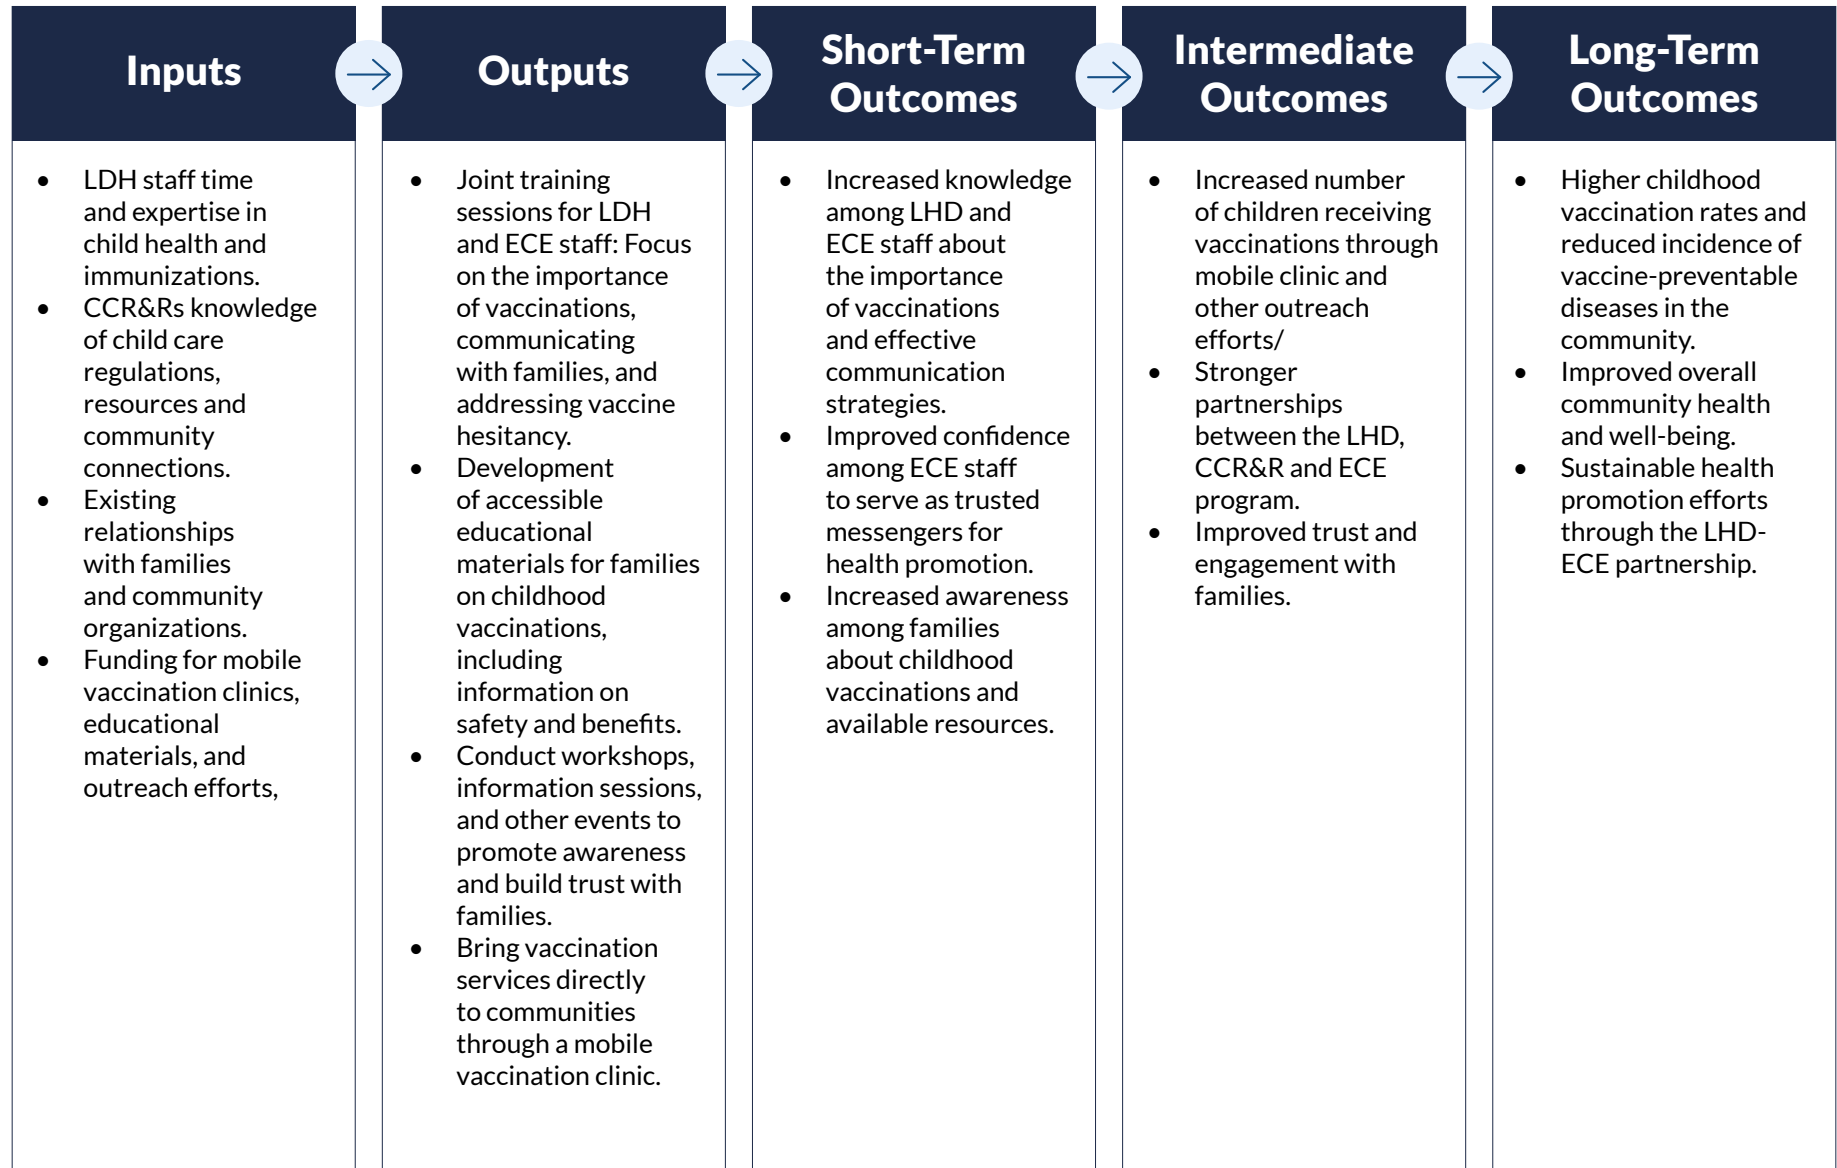 Inputs
LDH staff time
and expertise in
child health and
immunizations.
CCR&Rs knowledge
of child care
regulations,
resources and
community
connections.
Existing
relationships
with families
and community
organizations.
Funding for mobile
vaccination clinics,
educational
materials, and
outreach efforts,
Outputs
Joint training
sessions for LDH
and ECE staff: Focus
on the importance
of vaccinations,
communicating
with families, and
addressing vaccine
hesitancy.
Development
of accessible
educational
materials for families
on childhood
vaccinations,
including
information on
safety and benefits.
Conduct workshops,
information sessions,
and other events to
promote awareness
and build trust with
families.
Bring vaccination
services directly
to communities
through a mobile
vaccination clinic.
Short-Term
Outcomes
Increased knowledge
among LHD and
ECE staff about
the importance
of vaccinations
and effective
communication
strategies.
Improved confidence
among ECE staff
to serve as trusted
messengers for
health promotion.
Increased awareness
among families
about childhood
vaccinations and
available resources.
Intermediate
Outcomes
Increased number
of children receiving
vaccinations through
mobile clinic and
other outreach
efforts/
Stronger
partnerships
between the LHD,
CCR&R and ECE
program.
Improved trust and
engagement with
families.
Long-Term
Outcomes
Higher childhood
vaccination rates and
reduced incidence of
vaccine-preventable
diseases in the
community.
Improved overall
community health
and well-being.
Sustainable health
promotion efforts
through the LHD-
ECE partnership.